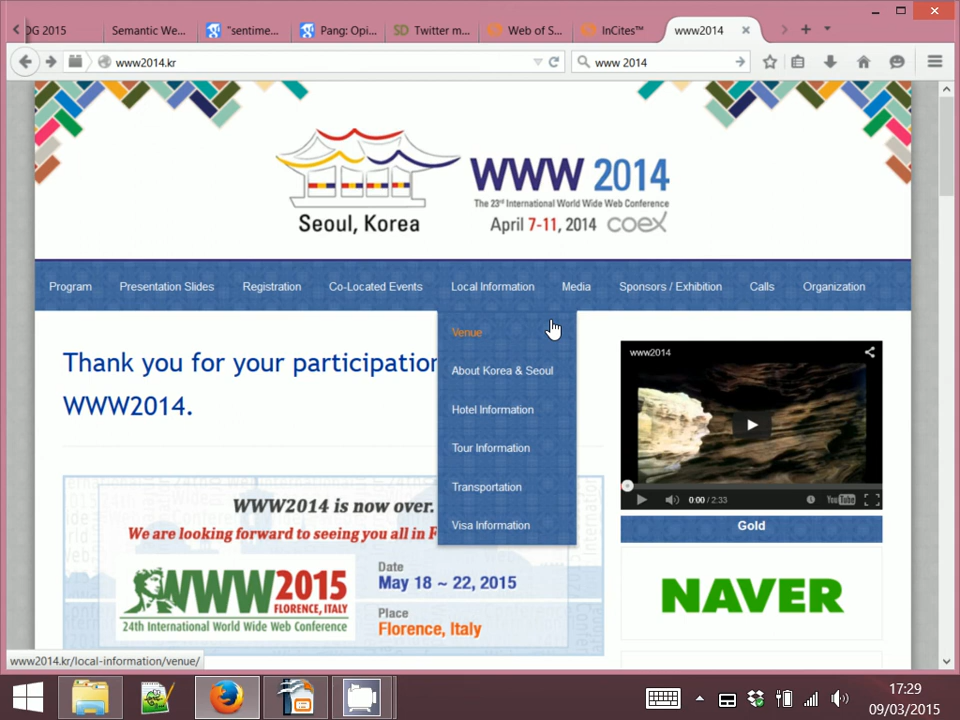 DG 2015
Semantic We...
"sentime...
Pang: Opi...
Twitter m...
Web of S...
InCites™
www2014
www2014.kr
www 2014
Seoul, Korea
WWW 2014
The 23rd International World Wide Web Conference
April 7-11, 2014 coex
Program
Presentation Slides
Registration
Co-Located Events
Local Information
Media
Sponsors / Exhibition
Calls
Organization
Venue
About Korea & Seoul
Hotel Information
Tour Information
Transportation
Visa Information
Thank you for your participation
WWW2014.
WWW2014 is now over.
We are looking forward to seeing you all in F
WWW2015
FLORENCE, ITALY
24th International World Wide Web Conference
Date
May 18 ~ 22, 2015
Place
Florence, Italy
www2014
0:00 / 2:33
YouTube
Gold
NAVER
www2014.kr/local-information/venue/
17:29
09/03/2015